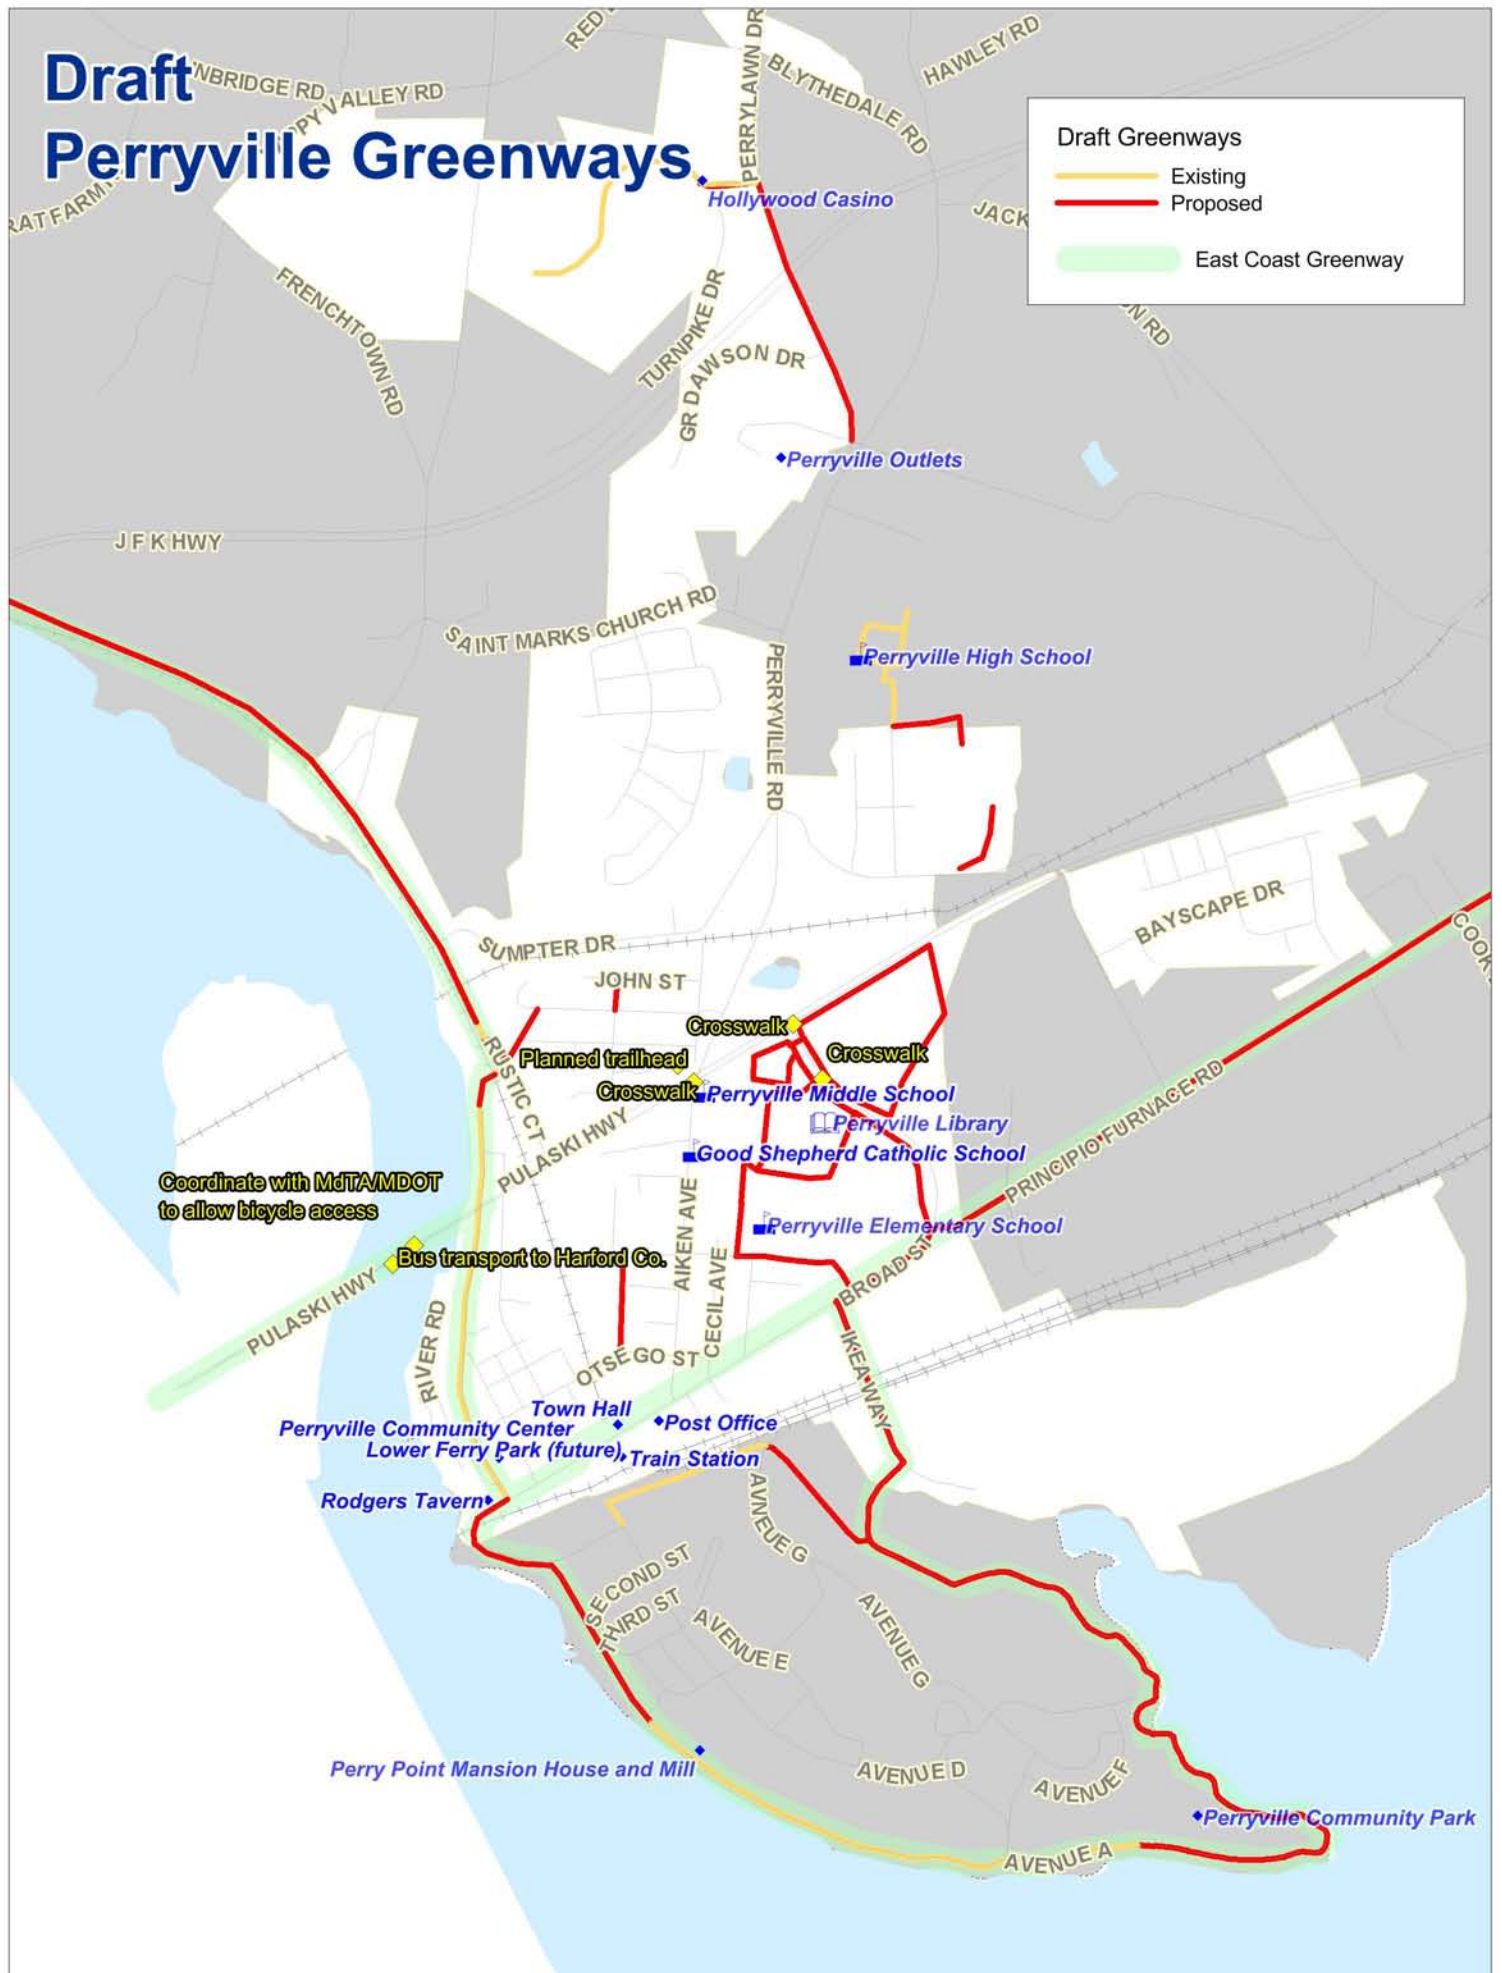 Draft
Perryville Greenways
NBRIDGE RD
VALLEY RD
PERRYLAWN DR
BLYTHEDALE RD
HAWLEY RD
Draft Greenways
Existing
Proposed
East Coast Greenway
Hollywood Casino
FRENCHTOWN RD
TURNPIKE DR
GR DAWSON DR
Perryville Outlets
J F K HWY
SAINT MARKS CHURCH RD
PERRYVILLE RD
Perryville High School
BAYSCAPE DR
SUMPTER DR
JOHN ST
Crosswalk
Crosswalk
Planned trailhead
Crosswalk
Perryville Middle School
RUSTIC CT
PULASKI HWY
Perryville Library
Good Shepherd Catholic School
PRINCIPIO FURNACE RD
Coordinate with MdTA/MDOT
to allow bicycle access
Perryville Elementary School
AIKEN AVE
CECIL AVE
BROAD ST
Bus transport to Harford Co.
PULASKI HWY
RIVER RD
OTSEGO ST
IKEA WAY
Town Hall
Post Office
Perryville Community Center
Lower Ferry Park (future)
Train Station
Rodgers Tavern
AVNEUE G
SECOND ST
THIRD ST
AVENUE E
AVENUE G
Perry Point Mansion House and Mill
AVENUE D
AVENUE F
Perryville Community Park
AVENUE A